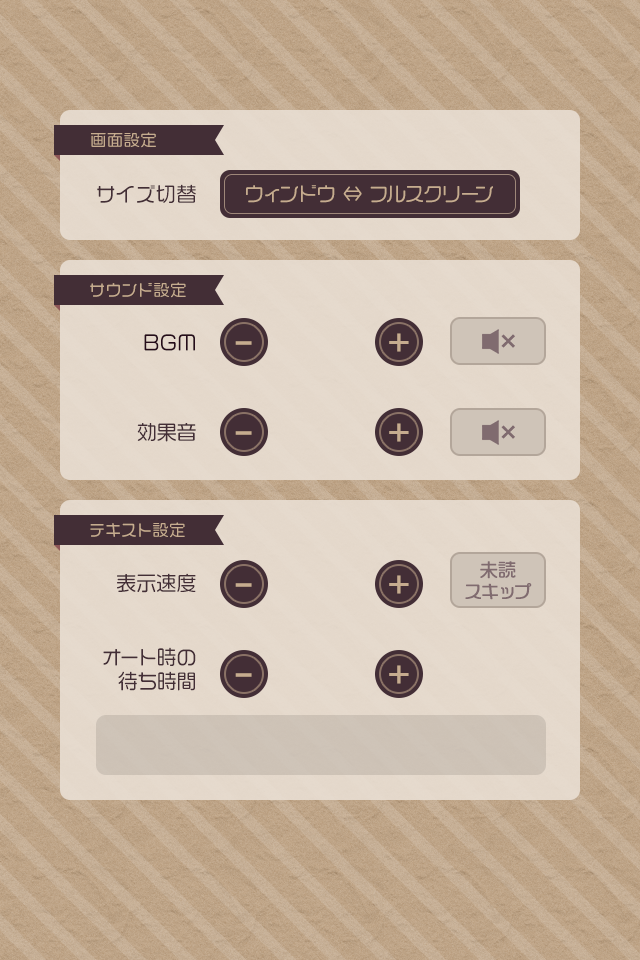 画面設定
サイズ切替
ウィンドウ ⇔ フルスクリーン
サウンド設定
BGM
効果音
テキスト設定
表示速度
未読
スキップ
オート時の
待ち時間